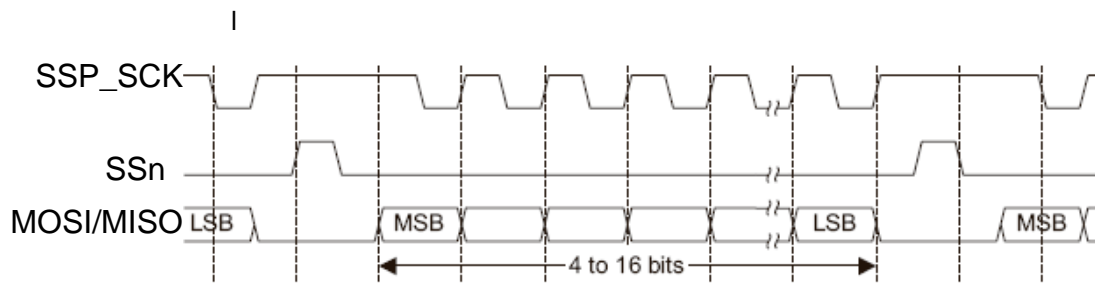 I
SSP_SCK
SSn
MOSI/MISO LSB MSB LSB MSB
4 to 16 bits